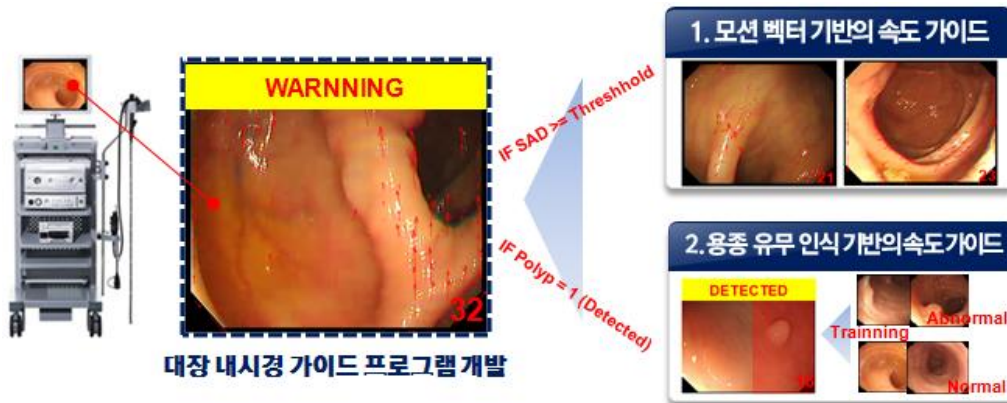 WARNNING
32
대장 내시경 가이드 프로그램 개발
IF SAD >= Threshhold
IF Polyp = 1 (Detected)
1. 모션 벡터 기반의 속도 가이드
21
23
2. 용종 유무 인식 기반의 속도 가이드
DETECTED
Trainning
Abnormal
Normal